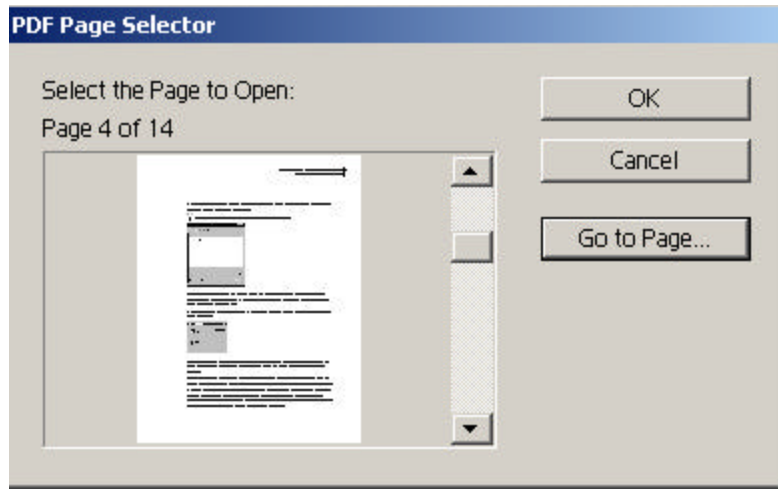 PDF Page Selector
Select the Page to Open:
Page 4 of 14
OK
Cancel
Go to Page...